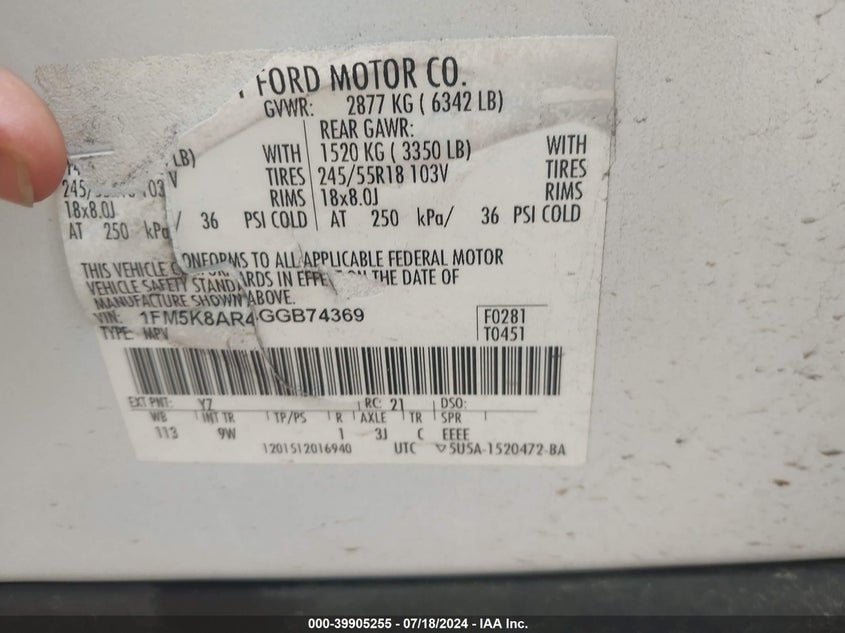 FORD MOTOR CO.
GVWR: 2877 KG ( 6342 LB)
REAR GAWR:
LB) WITH 1520 KG ( 3350 LB) WITH
245/55R18 103V TIRES 245/55R18 103V TIRES
18x8.0J RIMS 18x8.0J RIMS
AT 250 kPa/ 36 PSI COLD AT 250 kPa/ 36 PSI COLD
THIS VEHICLE CONFORMS TO ALL APPLICABLE FEDERAL MOTOR
VEHICLE SAFETY STANDARDS IN EFFECT ON THE DATE OF
MANUFACTURE SHOWN ABOVE.
VIN: 1FM5K8AR4GGB74369 F0281
TYPE: MPV T0451
EXT PNT: YZ RC: 21 DSO:
WB INT TR TP/PS R AXLE TR SPR
113 9W 1 3J C EEEE
1201512016940 UTC ▽5U5A-1520472-BA
000-39905255 - 07/18/2024 - IAA Inc.